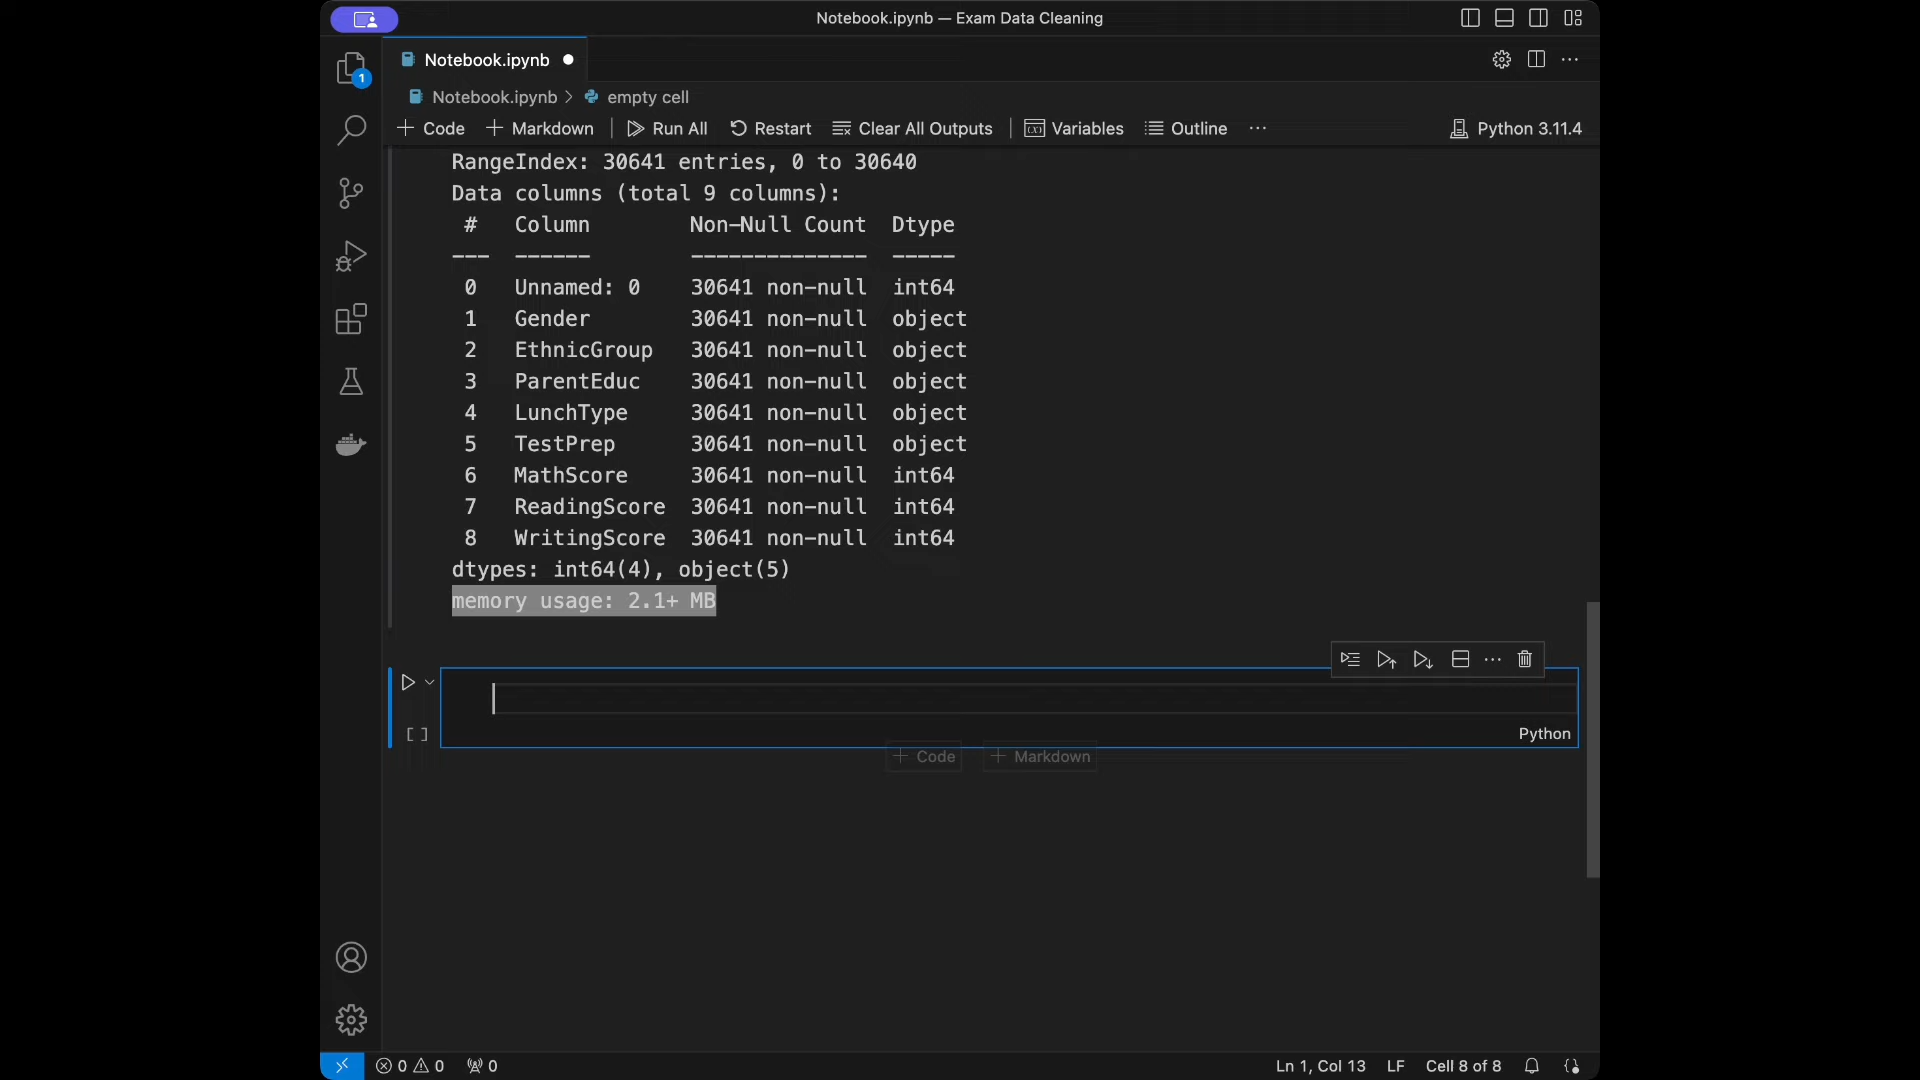 Notebook.ipynb — Exam Data Cleaning
1
Notebook.ipynb
Notebook.ipynb > empty cell
+ Code + Markdown Run All Restart Clear All Outputs Variables Outline ··· Python 3.11.4
RangeIndex: 30641 entries, 0 to 30640
Data columns (total 9 columns):
# Column Non-Null Count Dtype
--- ------ -------------- -----
0 Unnamed: 0 30641 non-null int64
1 Gender 30641 non-null object
2 EthnicGroup 30641 non-null object
3 ParentEduc 30641 non-null object
4 LunchType 30641 non-null object
5 TestPrep 30641 non-null object
6 MathScore 30641 non-null int64
7 ReadingScore 30641 non-null int64
8 WritingScore 30641 non-null int64
dtypes: int64(4), object(5)
memory usage: 2.1+ MB
[ ]
Python
+ Code + Markdown
0 0 0 Ln 1, Col 13 LF Cell 8 of 8